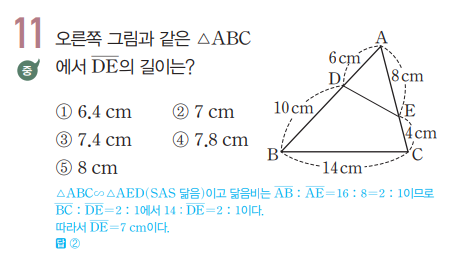 11
중
오른쪽 그림과 같은 △ABC
에서 DE의 길이는?
① 6.4 cm ② 7 cm
③ 7.4 cm ④ 7.8 cm
⑤ 8 cm
A
6 cm
D
8 cm
10 cm
E
4 cm
B
C
14 cm
△ABC∽△AED(SAS 닮음)이고 닮음비는 AB : AE=16 : 8=2 : 1이므로
BC : DE=2 : 1에서 14 : DE=2 : 1이다.
따라서 DE=7 cm이다.
답 ②